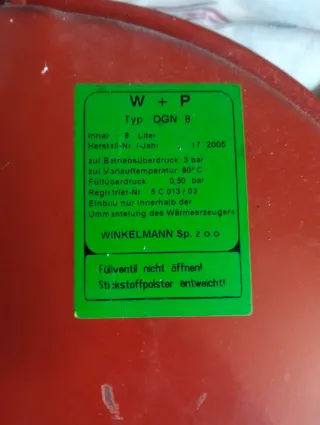 W + P
Typ DGN 8
Inhalt 8 Liter
Herstell-Nr. /-Jahr 17 2005
zul Betriebsüberdruck 3 bar
zul Vorlauftemperatur 90°C
Fülüberdruck 0,50 bar
Registrier-Nr 5 C 013 / 03
Einbau nur innerhalb der
Ummantelung des Wärmeerzeugers
WINKELMANN Sp. z o.o
Füllventil nicht öffnen!
Stickstoffpolster entweicht!